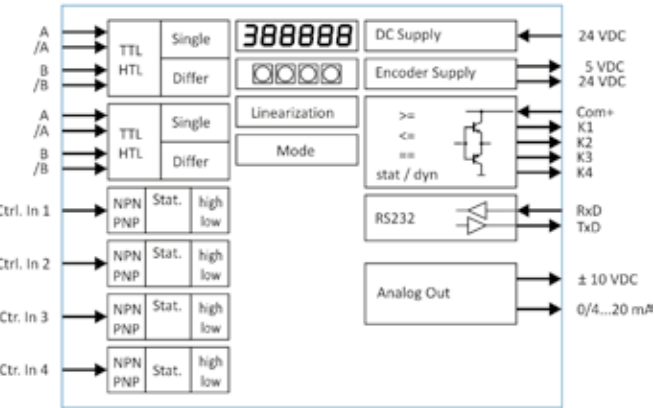 A
/A
B
/B
TTL
HTL
Single
Differ
A
/A
B
/B
TTL
HTL
Single
Differ
Ctrl. In 1
NPN
PNP
Stat.
high
low
Ctrl. In 2
NPN
PNP
Stat.
high
low
Ctr. In 3
NPN
PNP
Stat.
high
low
Ctr. In 4
NPN
PNP
Stat.
high
low
388888
Linearization
Mode
DC Supply
24 VDC
Encoder Supply
5 VDC
24 VDC
>=
<=
==
stat / dyn
Com+
K1
K2
K3
K4
RS232
RxD
TxD
Analog Out
± 10 VDC
0/4...20 mA